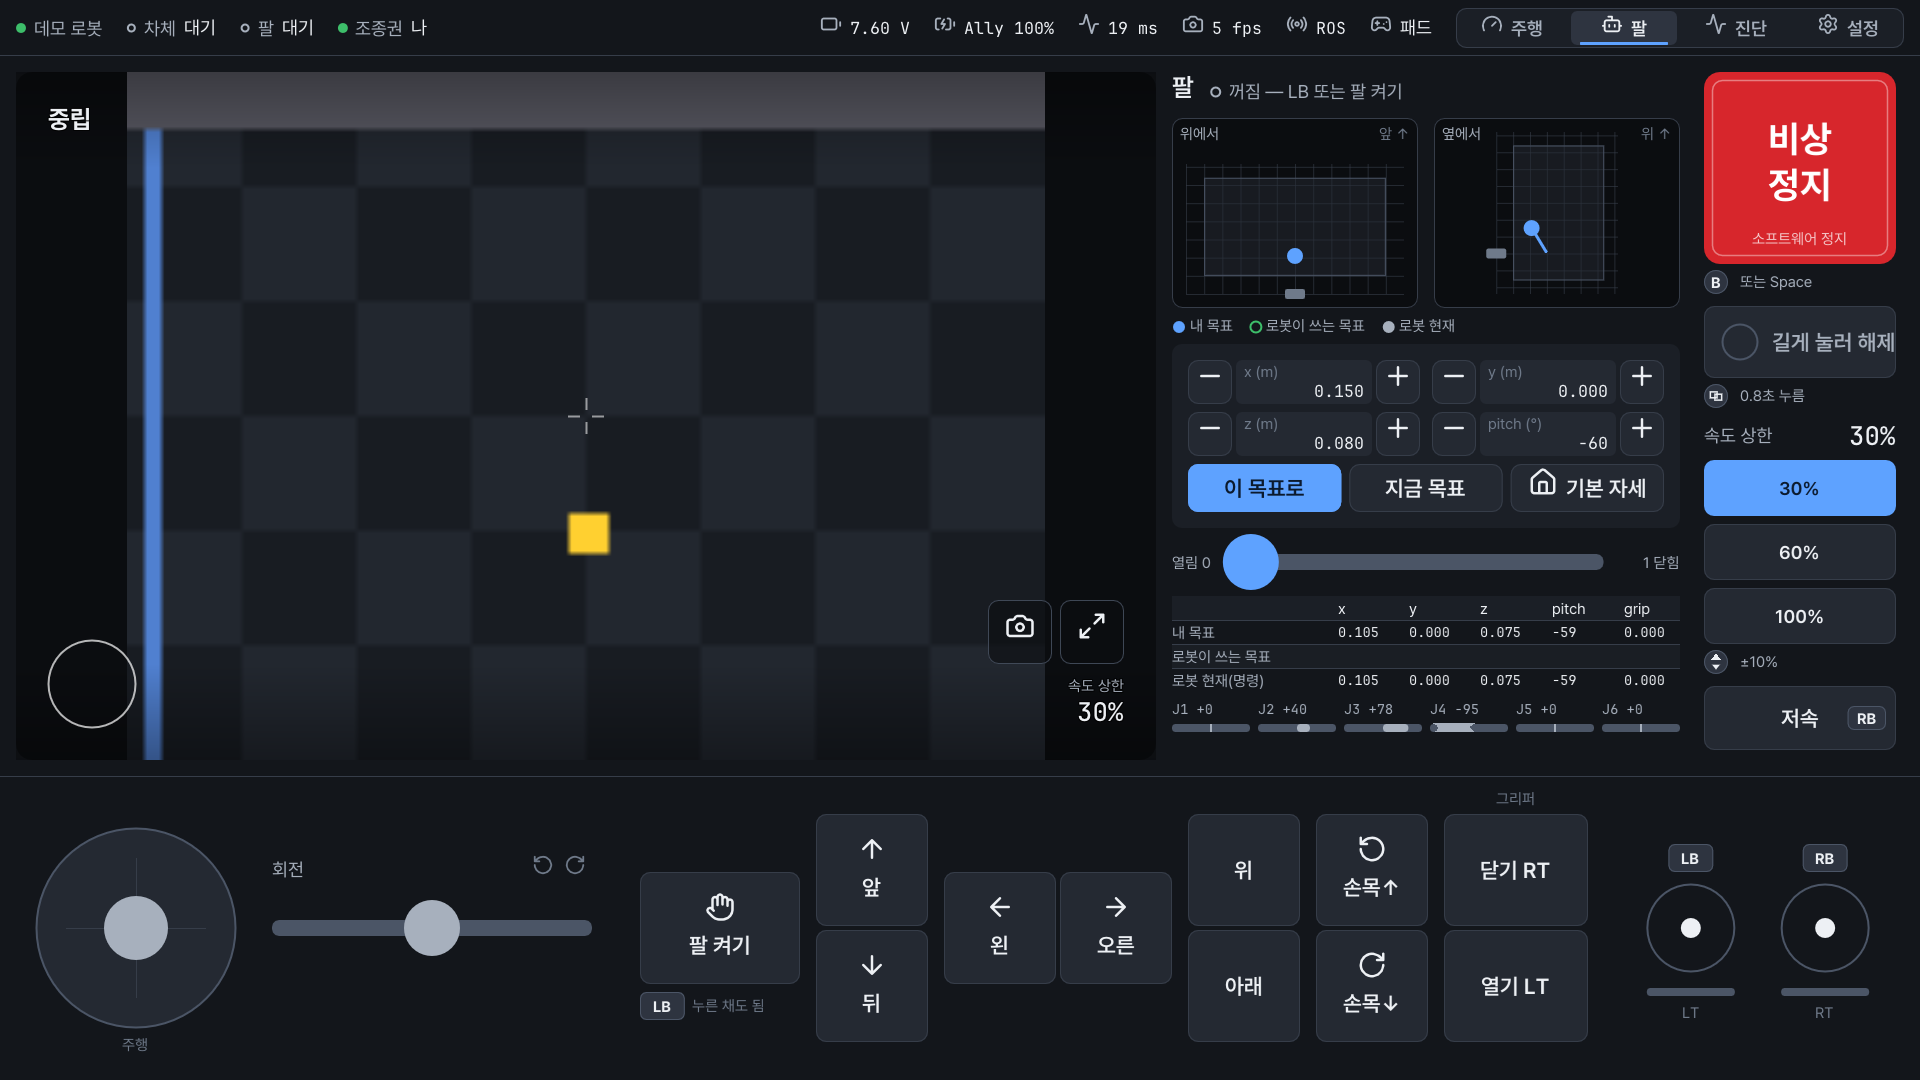 데모 로봇 차체 대기 팔 대기 조종권 나 7.60 V Ally 100% 19 ms 5 fps ROS 패드 주행 팔 진단 설정
중립
속도 상한
30%
팔 꺼짐 — LB 또는 팔 켜기
위에서 앞 ↑
옆에서 위 ↑
내 목표 로봇이 쓰는 목표 로봇 현재
x (m) 0.150
y (m) 0.000
z (m) 0.080
pitch (°) -60
이 목표로 지금 목표 기본 자세
열림 0 1 닫힘
x y z pitch grip
내 목표 0.105 0.000 0.075 -59 0.000
로봇이 쓰는 목표
로봇 현재(명령) 0.105 0.000 0.075 -59 0.000
J1 +0 J2 +40 J3 +78 J4 -95 J5 +0 J6 +0
비상
정지
소프트웨어 정지
B 또는 Space
길게 눌러 해제
0.8초 누름
속도 상한 30%
30%
60%
100%
±10%
저속 RB
주행
회전
팔 켜기
LB 누른 채도 됨
앞
뒤
왼
오른
위
아래
손목↑
손목↓
그리퍼
닫기 RT
열기 LT
LB
LT
RB
RT